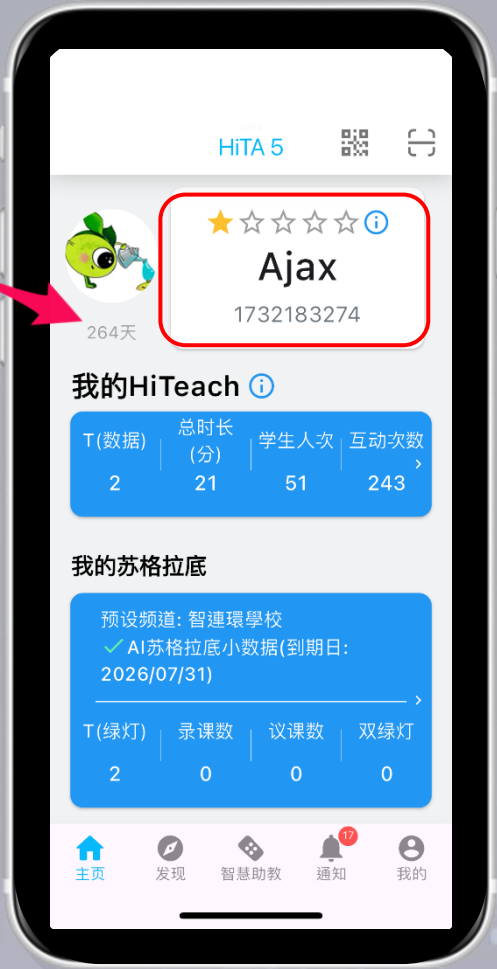 HiTA 5
Ajax
1732183274
264天
我的HiTeach
T(数据)
总时长
(分)
学生人次
互动次数
2
21
51
243
我的苏格拉底
预设频道: 智連環學校
AI苏格拉底小数据(到期日:
2026/07/31)
T(绿灯)
录课数
议课数
双绿灯
2
0
0
0
17
主页
发现
智慧助教
通知
我的